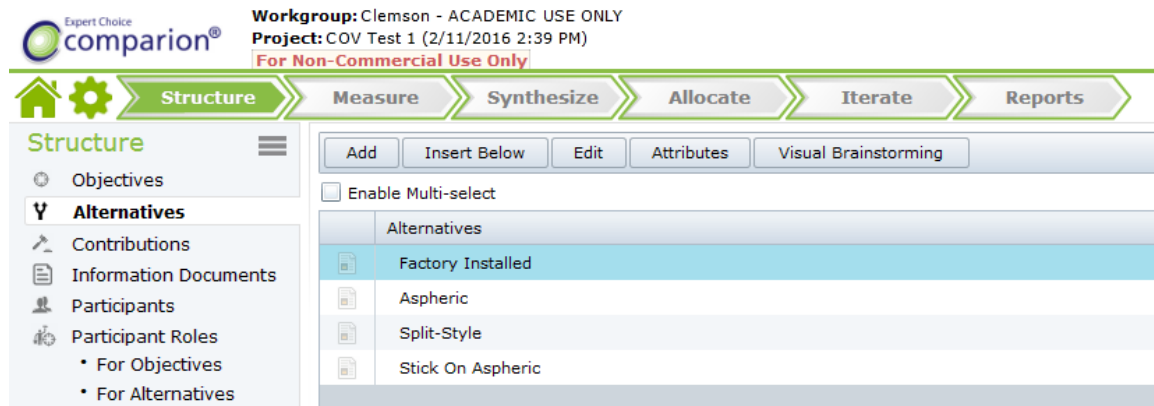 Expert Choice
comparion®
Workgroup: Clemson - ACADEMIC USE ONLY
Project: COV Test 1 (2/11/2016 2:39 PM)
For Non-Commercial Use Only
Structure Measure Synthesize Allocate Iterate Reports
Structure
Objectives
Alternatives
Contributions
Information Documents
Participants
Participant Roles
• For Objectives
• For Alternatives
Add Insert Below Edit Attributes Visual Brainstorming
Enable Multi-select
Alternatives
Factory Installed
Aspheric
Split-Style
Stick On Aspheric